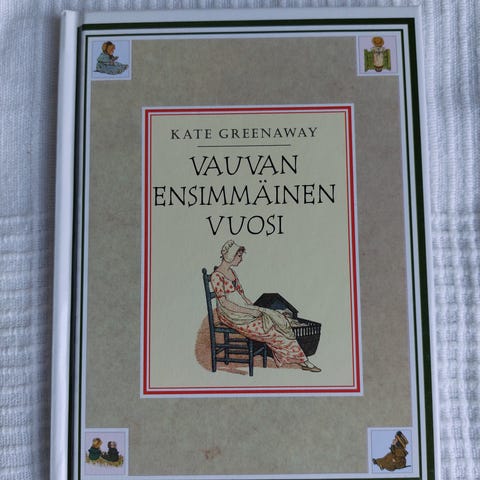 KATE GREENAWAY
VAUVAN
ENSIMMÄINEN
VUOSI